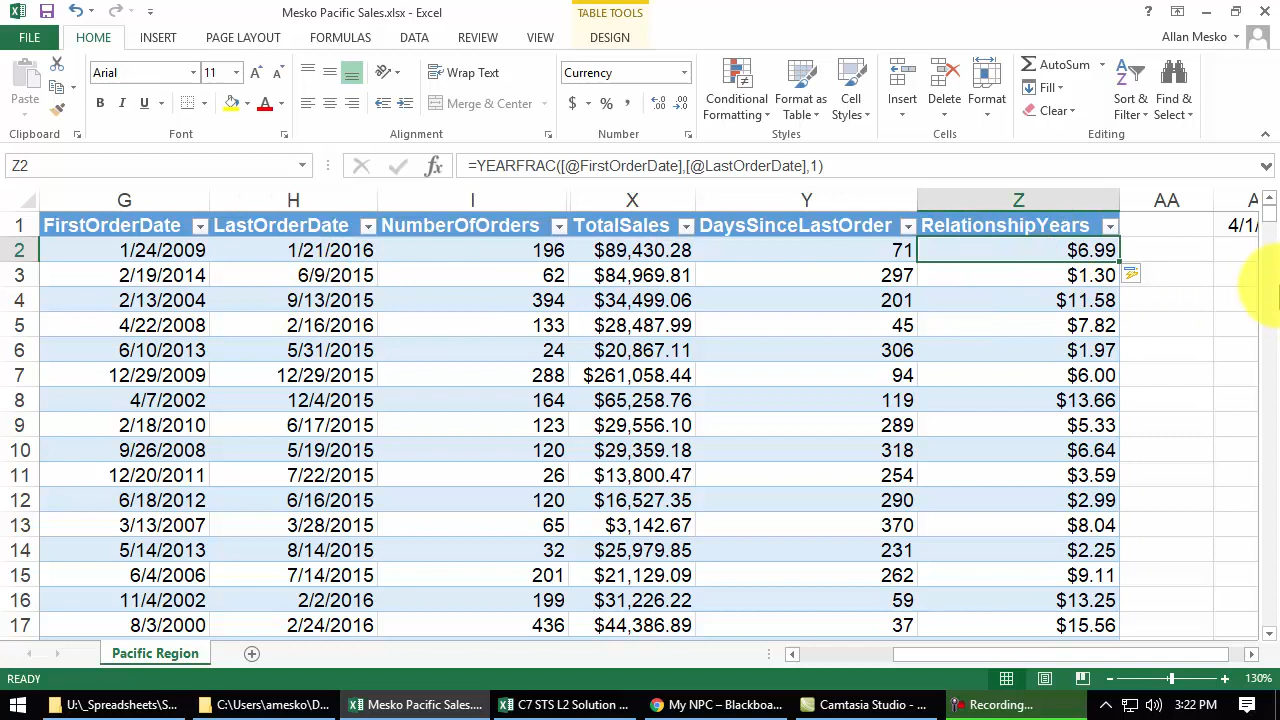 Mesko Pacific Sales.xlsx - Excel
TABLE TOOLS
FILE HOME INSERT PAGE LAYOUT FORMULAS DATA REVIEW VIEW DESIGN Allan Mesko
Paste Arial 11 Wrap Text Currency Conditional Formatting Format as Table Cell Styles Insert Delete Format AutoSum Fill Clear Sort & Filter Find & Select
B I U A Merge & Center $ % ,
Clipboard Font Alignment Number Styles Cells Editing
Z2 fx =YEARFRAC([@FirstOrderDate],[@LastOrderDate],1)
G H I X Y Z AA
1 FirstOrderDate LastOrderDate NumberOfOrders TotalSales DaysSinceLastOrder RelationshipYears 4/1/
2 1/24/2009 1/21/2016 196 $89,430.28 71 $6.99
3 2/19/2014 6/9/2015 62 $84,969.81 297 $1.30
4 2/13/2004 9/13/2015 394 $34,499.06 201 $11.58
5 4/22/2008 2/16/2016 133 $28,487.99 45 $7.82
6 6/10/2013 5/31/2015 24 $20,867.11 306 $1.97
7 12/29/2009 12/29/2015 288 $261,058.44 94 $6.00
8 4/7/2002 12/4/2015 164 $65,258.76 119 $13.66
9 2/18/2010 6/17/2015 123 $29,556.10 289 $5.33
10 9/26/2008 5/19/2015 120 $29,359.18 318 $6.64
11 12/20/2011 7/22/2015 26 $13,800.47 254 $3.59
12 6/18/2012 6/16/2015 120 $16,527.35 290 $2.99
13 3/13/2007 3/28/2015 65 $3,142.67 370 $8.04
14 5/14/2013 8/14/2015 32 $25,979.85 231 $2.25
15 6/4/2006 7/14/2015 201 $21,129.09 262 $9.11
16 11/4/2002 2/2/2016 199 $31,226.22 59 $13.25
17 8/3/2000 2/24/2016 436 $44,386.89 37 $15.56
Pacific Region
READY 130%
U:\_Spreadsheets\S... C:\Users\amesko\D... Mesko Pacific Sales.... C7 STS L2 Solution ... My NPC – Blackboa... Camtasia Studio - ... Recording... 3:22 PM